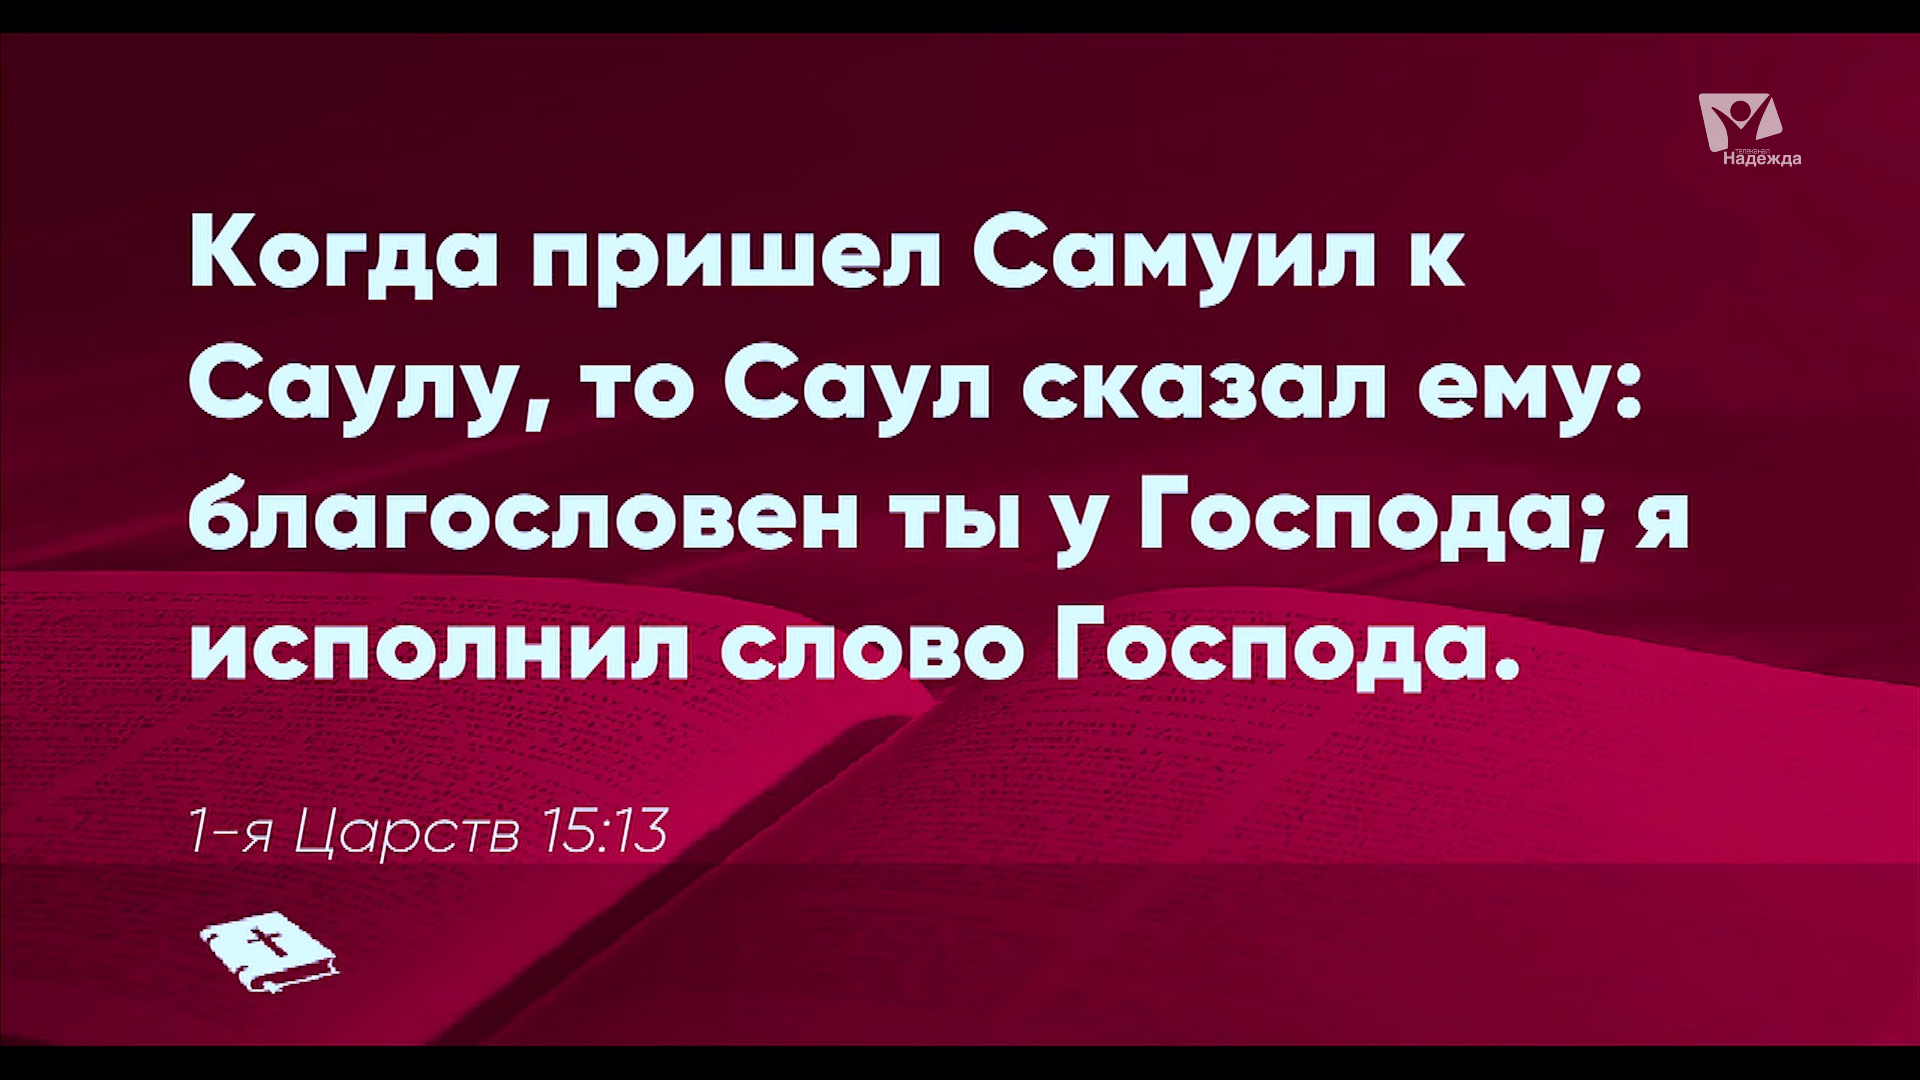 телеканал
Надежда
Когда пришел Самуил к
Саулу, то Саул сказал ему:
благословен ты у Господа; я
исполнил слово Господа.
1-я Царств 15:13